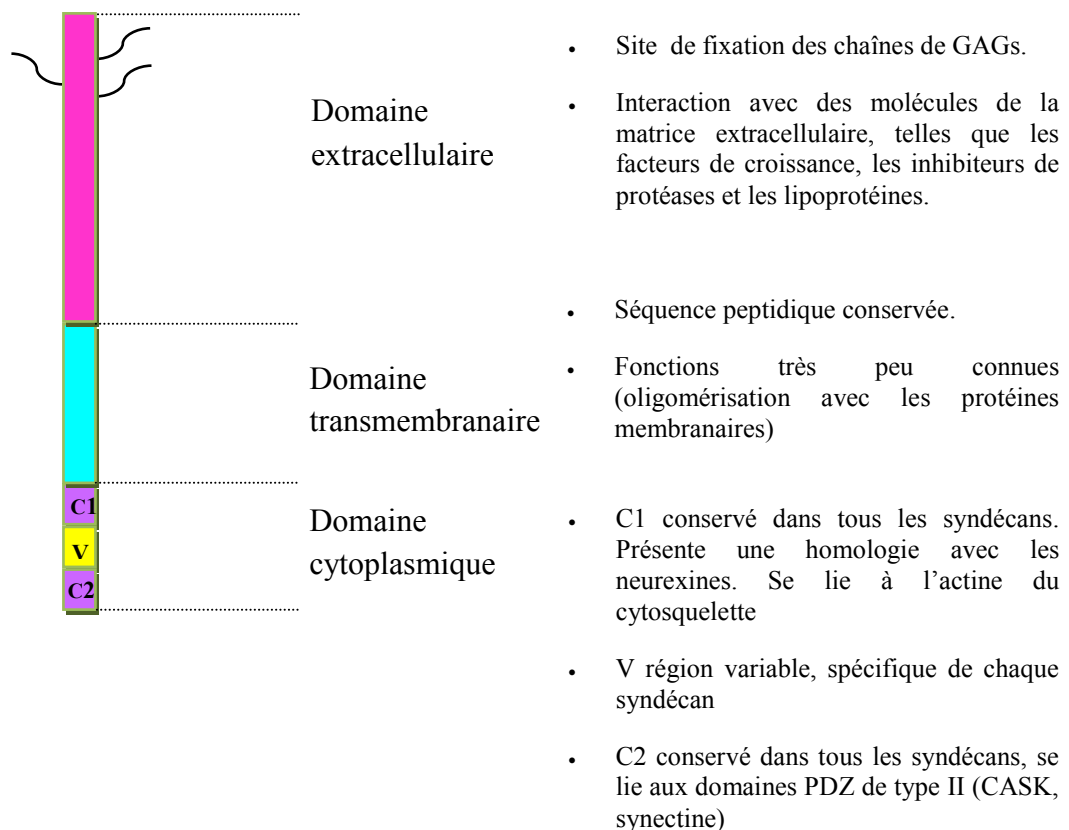 • Site de fixation des chaînes de GAGs.
Domaine
extracellulaire
• Interaction avec des molécules de la
matrice extracellulaire, telles que les
facteurs de croissance, les inhibiteurs de
protéases et les lipoprotéines.
• Séquence peptidique conservée.
Domaine
transmembranaire
• Fonctions très peu connues
(oligomérisation avec les protéines
membranaires)
C1
V
C2
Domaine
cytoplasmique
• C1 conservé dans tous les syndécans.
Présente une homologie avec les
neurexines. Se lie à l’actine du
cytosquelette
• V région variable, spécifique de chaque
syndécan
• C2 conservé dans tous les syndécans, se
lie aux domaines PDZ de type II (CASK,
synectine)